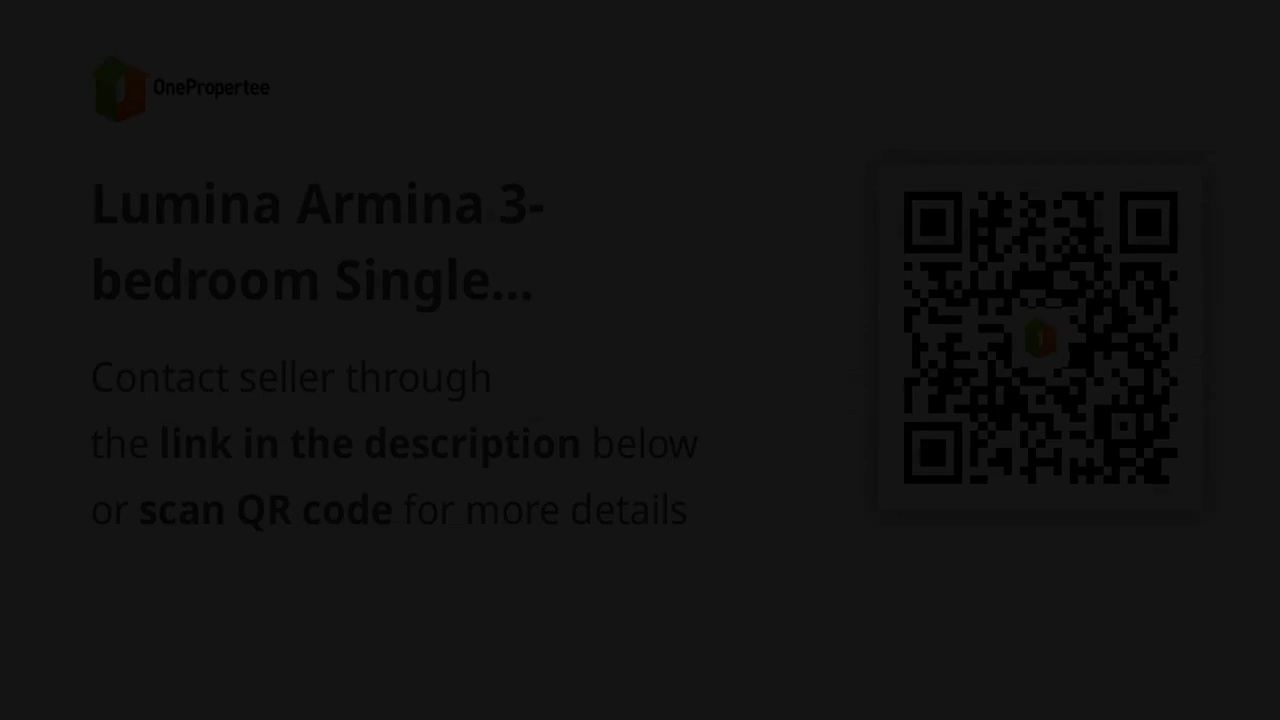 OnePropertee
Lumina Armina 3-
bedroom Single...
Contact seller through
the link in the description below
or scan QR code for more details